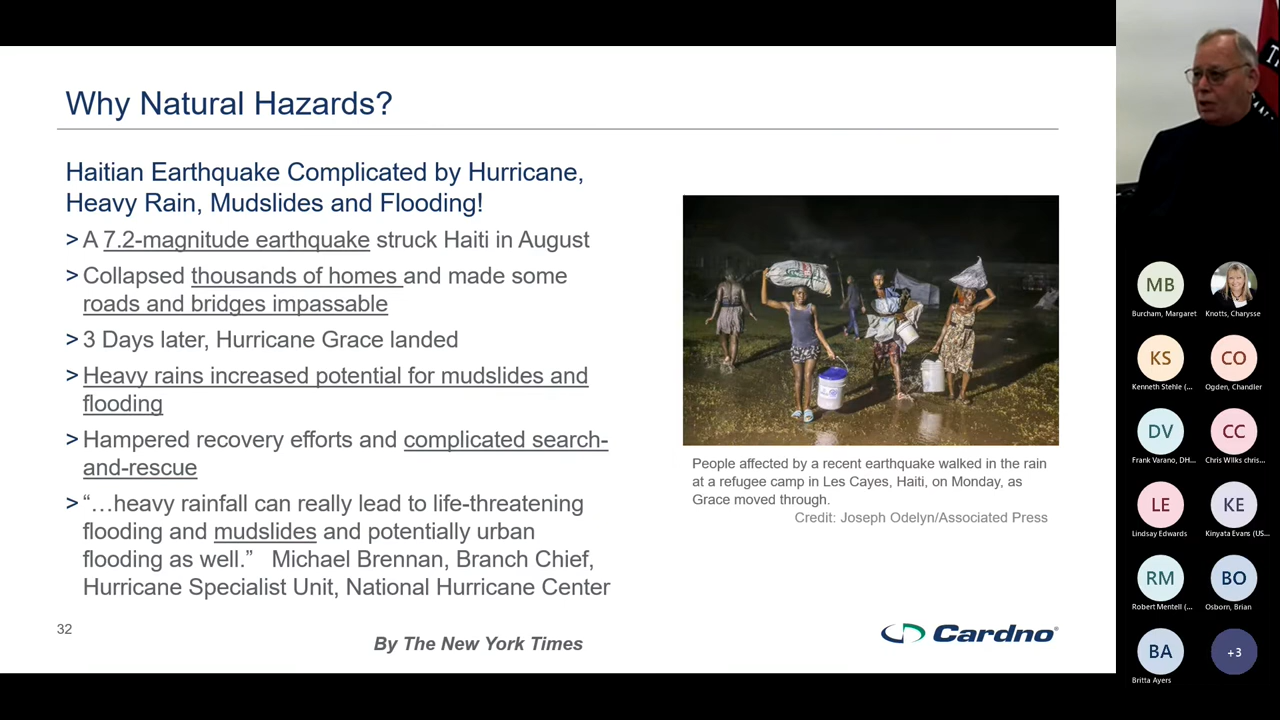 Why Natural Hazards?
Haitian Earthquake Complicated by Hurricane,
Heavy Rain, Mudslides and Flooding!
> A 7.2-magnitude earthquake struck Haiti in August
> Collapsed thousands of homes and made some
roads and bridges impassable
> 3 Days later, Hurricane Grace landed
> Heavy rains increased potential for mudslides and
flooding
> Hampered recovery efforts and complicated search-
and-rescue
> “…heavy rainfall can really lead to life-threatening
flooding and mudslides and potentially urban
flooding as well.” Michael Brennan, Branch Chief,
Hurricane Specialist Unit, National Hurricane Center
People affected by a recent earthquake walked in the rain
at a refugee camp in Les Cayes, Haiti, on Monday, as
Grace moved through.
Credit: Joseph Odelyn/Associated Press
32
By The New York Times
Cardno®
MB
Burcham, Margaret
Knotts, Charysse
KS
CO
Kenneth Stehle (...
Ogden, Chandler
DV
CC
Frank Varano, DH...
Chris Wilks chris...
LE
KE
Lindsay Edwards
Kinyata Evans (US...
RM
BO
Robert Mentell (...
Osborn, Brian
BA
+3
Britta Ayers